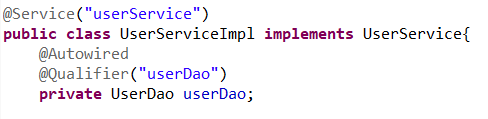 @Service("userService")
public class UserServiceImpl implements UserService{
@Autowired
@Qualifier("userDao")
private UserDao userDao;